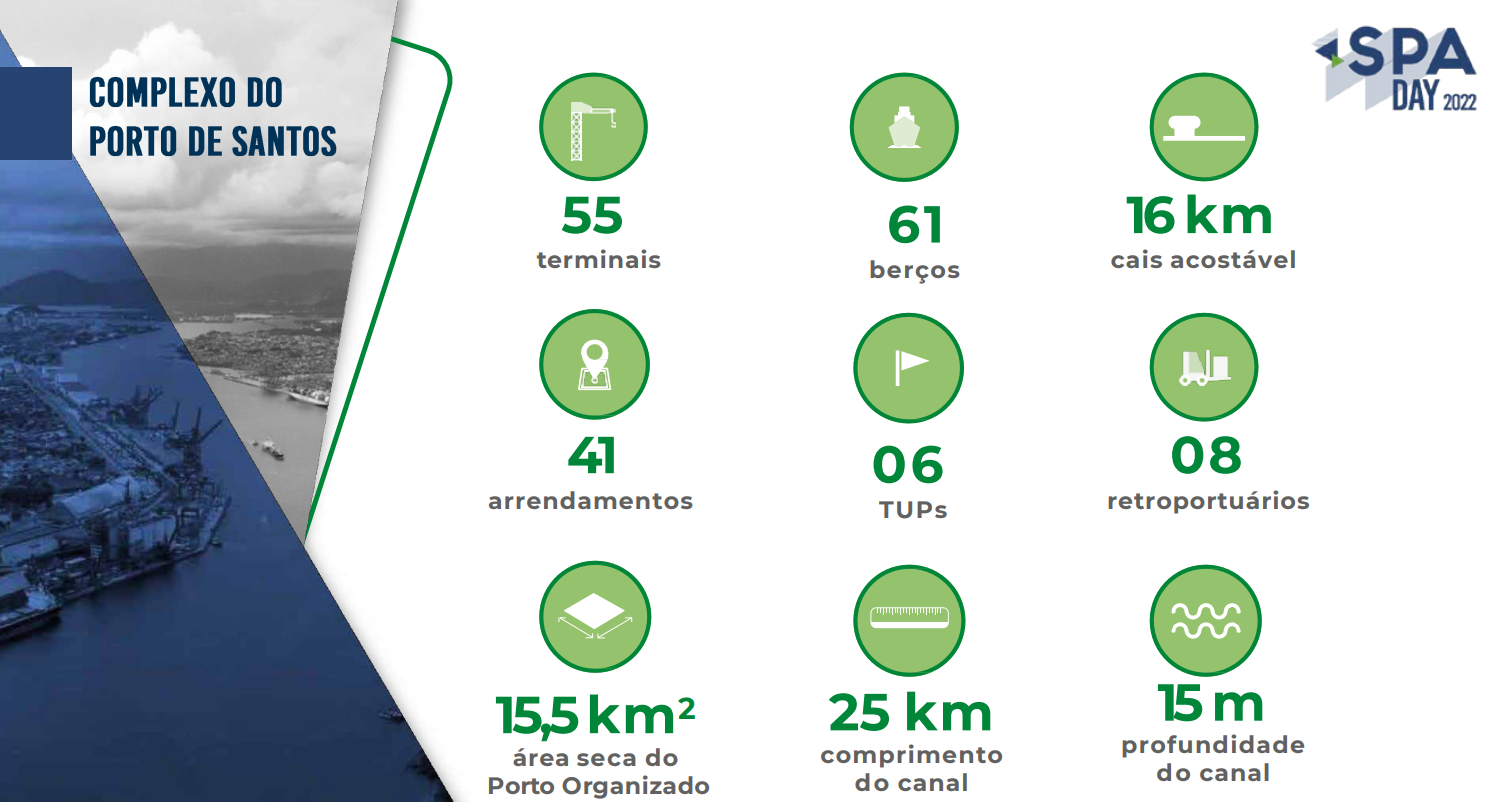 COMPLEXO DO
PORTO DE SANTOS
SPA
DAY 2022
55
terminais
61
berços
16 km
cais acostável
41
arrendamentos
06
TUPs
08
retroportuários
15,5 km²
área seca do
Porto Organizado
25 km
comprimento
do canal
15 m
profundidade
do canal